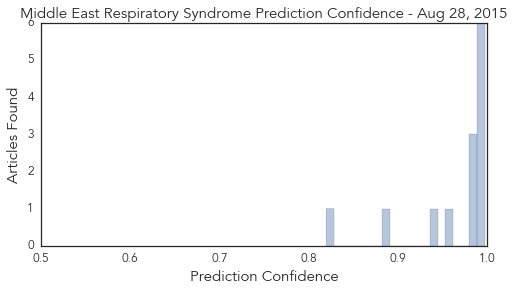 Middle East Respiratory Syndrome Prediction Confidence - Aug 28, 2015
6
5
4
3
2
1
0
Articles Found
0.5 0.6 0.7 0.8 0.9 1.0
Prediction Confidence